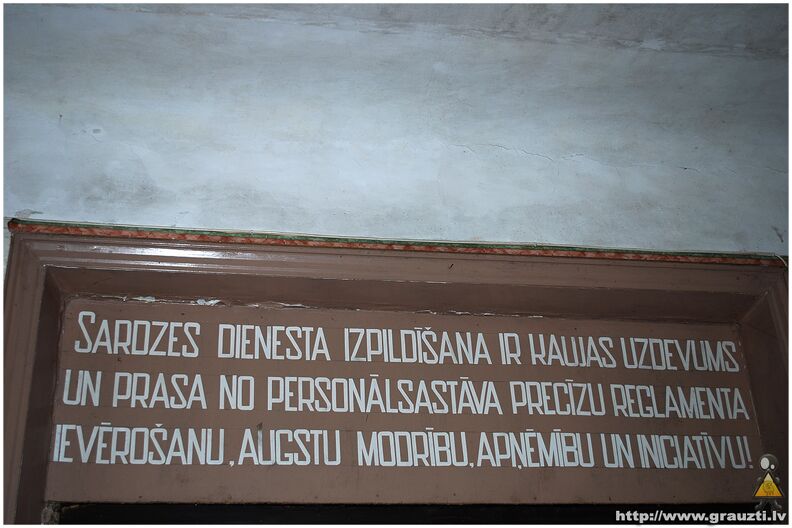 SARDZES DIENESTA IZPILDĪŠANA IR KAUJAS UZDEVUMS
UN PRASA NO PERSONĀLSASTĀVA PRECĪZU REGLAMENTA
IEVĒROŠANU, AUGSTU MODRĪBU, APŅĒMĪBU UN INICIATĪVU!
http://www.grauzti.lv